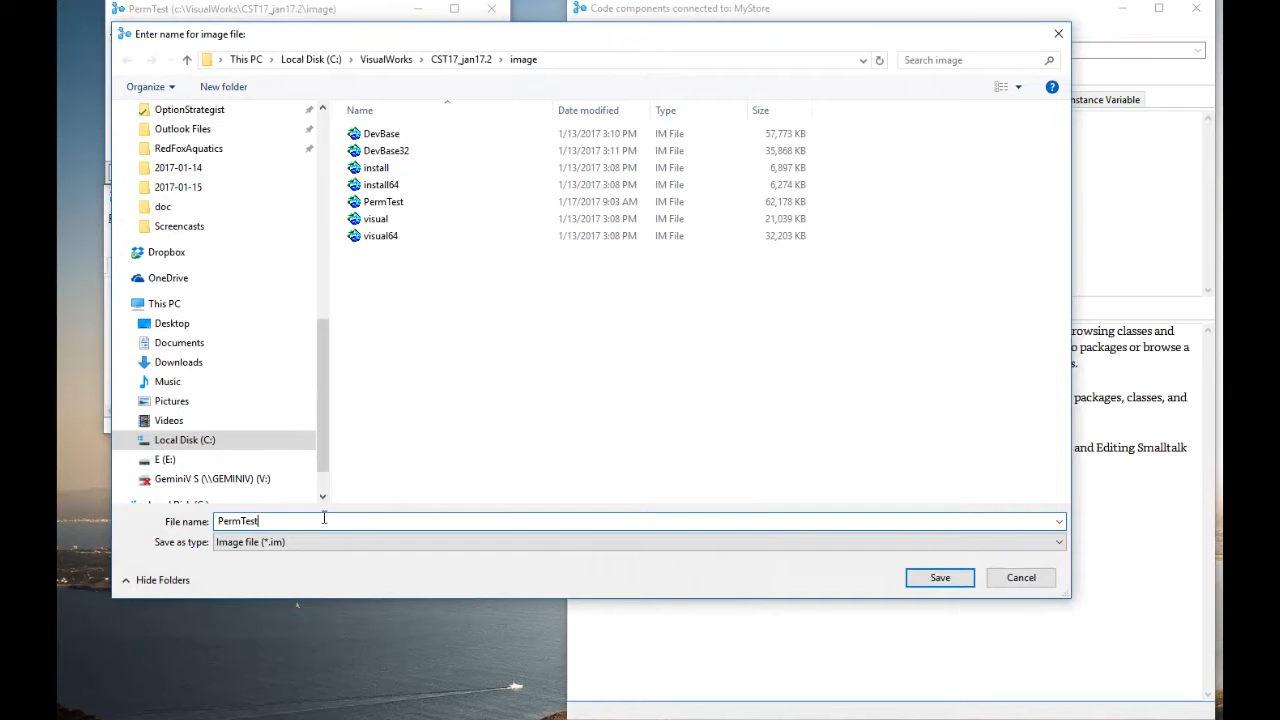 PermTest (c:\VisualWorks\CST17_jan17.2\image)
Code components connected to: MyStore
Enter name for image file:
This PC > Local Disk (C:) > VisualWorks > CST17_jan17.2 > image
Search image
Organize
New folder
OptionStrategist
Outlook Files
RedFoxAquatics
2017-01-14
2017-01-15
doc
Screencasts
Dropbox
OneDrive
This PC
Desktop
Documents
Downloads
Music
Pictures
Videos
Local Disk (C:)
E (E:)
GeminiV S (\\GEMINIV) (V:)
Name Date modified Type Size
DevBase 1/13/2017 3:10 PM IM File 57,773 KB
DevBase32 1/13/2017 3:11 PM IM File 35,868 KB
install 1/13/2017 3:08 PM IM File 6,897 KB
install64 1/13/2017 3:08 PM IM File 6,274 KB
PermTest 1/17/2017 9:03 AM IM File 62,178 KB
visual 1/13/2017 3:08 PM IM File 21,039 KB
visual64 1/13/2017 3:08 PM IM File 32,203 KB
File name: PermTest
Save as type: Image file (*.im)
Hide Folders
Save
Cancel
nstance Variable
rowsing classes and
o packages or browse a
s.
packages, classes, and
and Editing Smalltalk